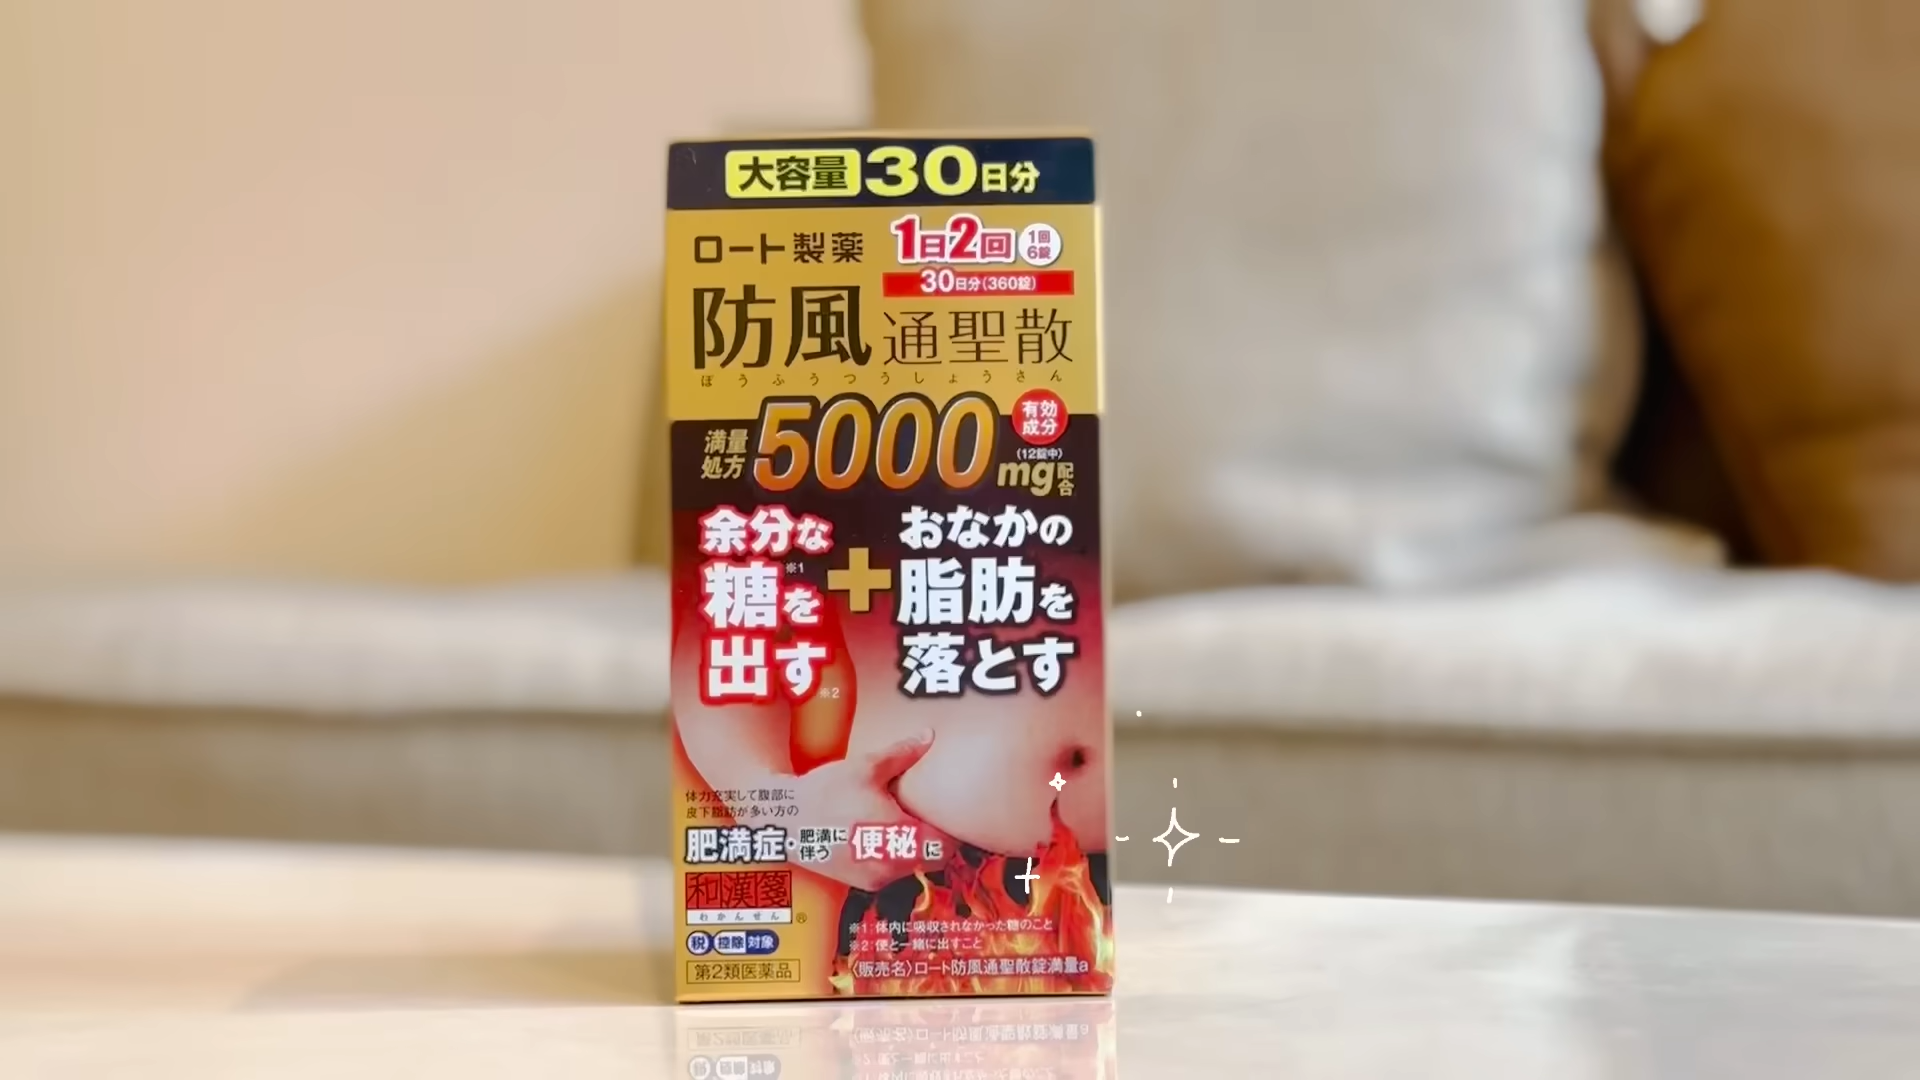 大容量30日分
ロート製薬
1日2回 1回6錠
30日分(360錠)
防風通聖散
ぼうふうつうしょうさん
満量処方5000mg配合
有効成分
(12錠中)
余分な
糖※1を
出す※2
+
おなかの
脂肪を
落とす
体力充実して腹部に
皮下脂肪が多い方の
肥満症・肥満に伴う便秘に
和漢箋
わかんせん®
税 控除対象
第2類医薬品
※1:体内に吸収されなかった糖のこと
※2:便と一緒に出すこと
〈販売名〉ロート防風通聖散錠満量a